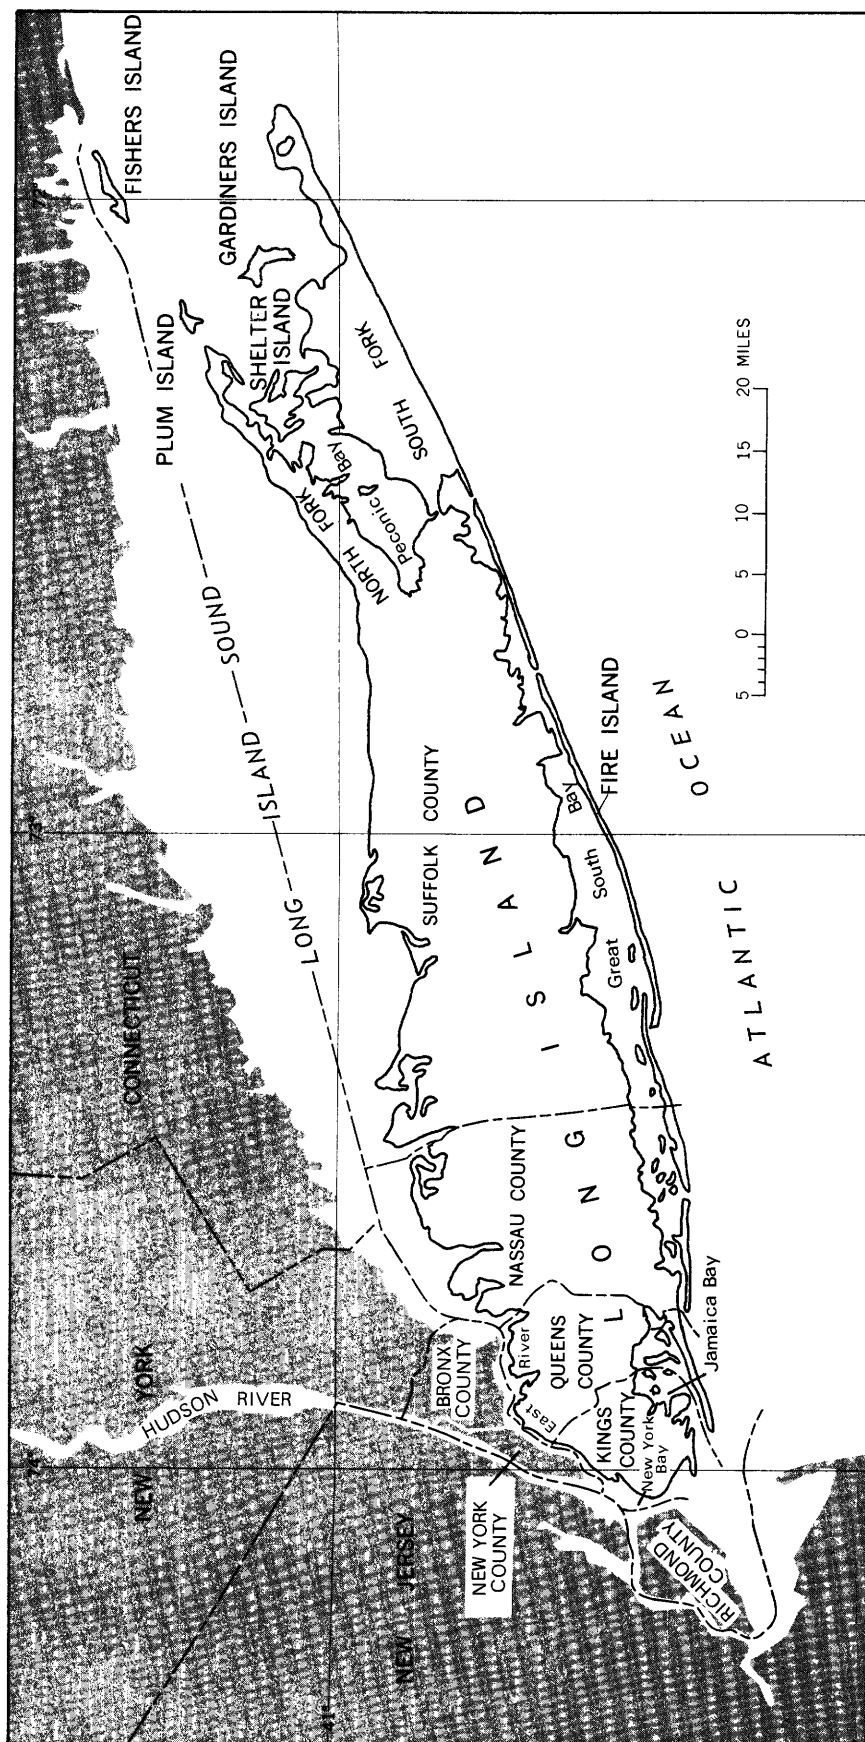 74°
73°
72°
41°
CONNECTICUT
NEW YORK
HUDSON RIVER
NEW JERSEY
LONG ISLAND SOUND
PLUM ISLAND
FISHERS ISLAND
GARDINERS ISLAND
SHELTER
ISLAND
NORTH FORK
Peconic Bay
SOUTH FORK
SUFFOLK COUNTY
NASSAU COUNTY
LONG ISLAND
BRONX
COUNTY
East River
QUEENS
COUNTY
KINGS
COUNTY
NEW YORK
COUNTY
New York
Bay
RICHMOND
COUNTY
Jamaica Bay
Great South Bay
FIRE ISLAND
ATLANTIC OCEAN
5 0 5 10 15 20 MILES